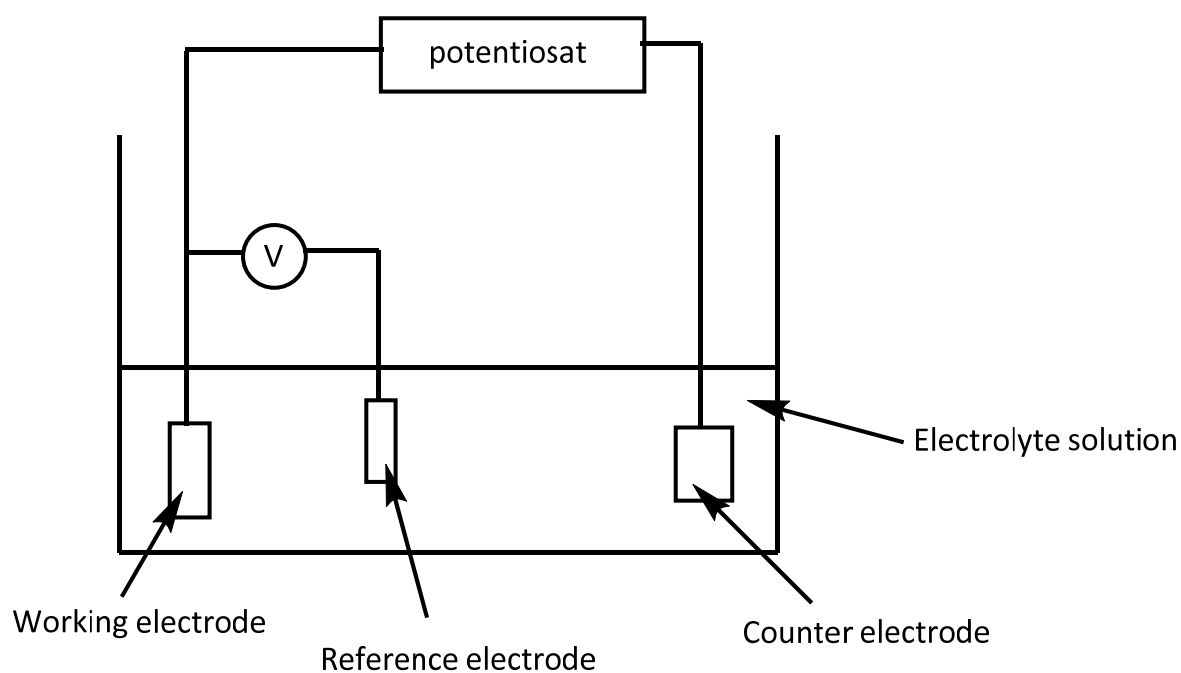 potentiosat
V
Electrolyte solution
Working electrode
Counter electrode
Reference electrode